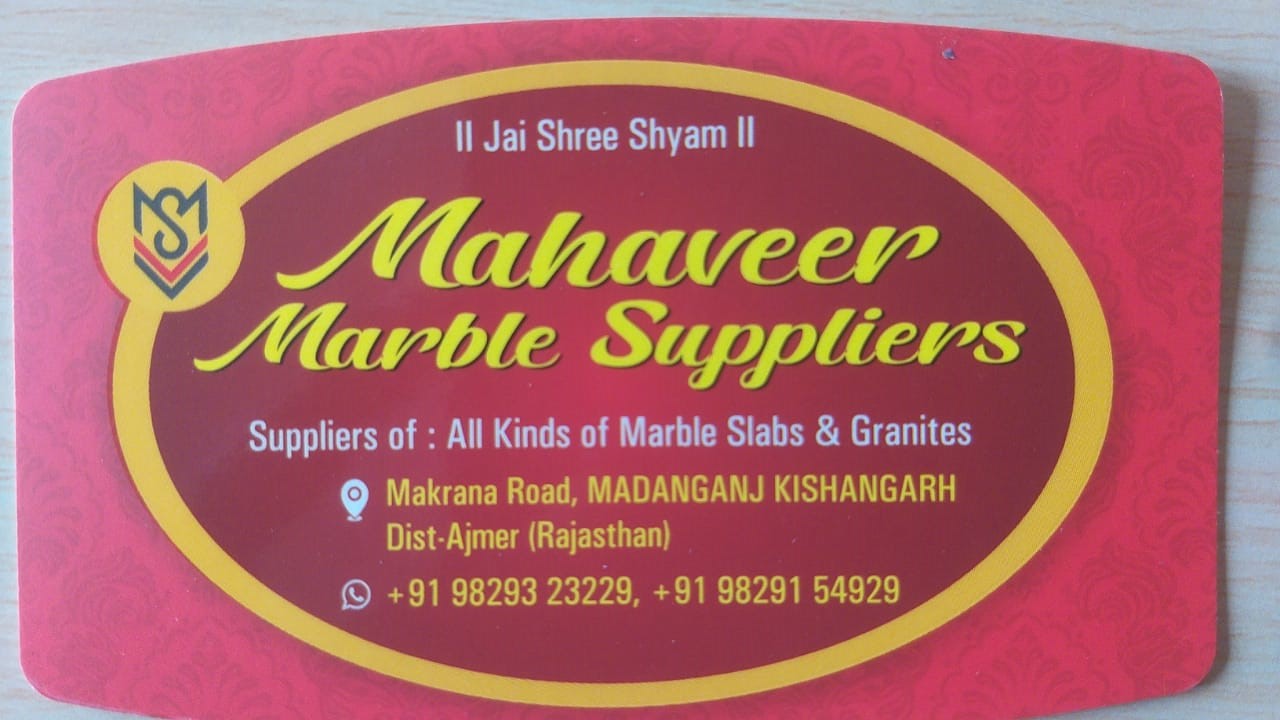 II Jai Shree Shyam II
MS
Mahaveer
Marble Suppliers
Suppliers of : All Kinds of Marble Slabs & Granites
Makrana Road, MADANGANJ KISHANGARH
Dist-Ajmer (Rajasthan)
+91 98293 23229, +91 98291 54929